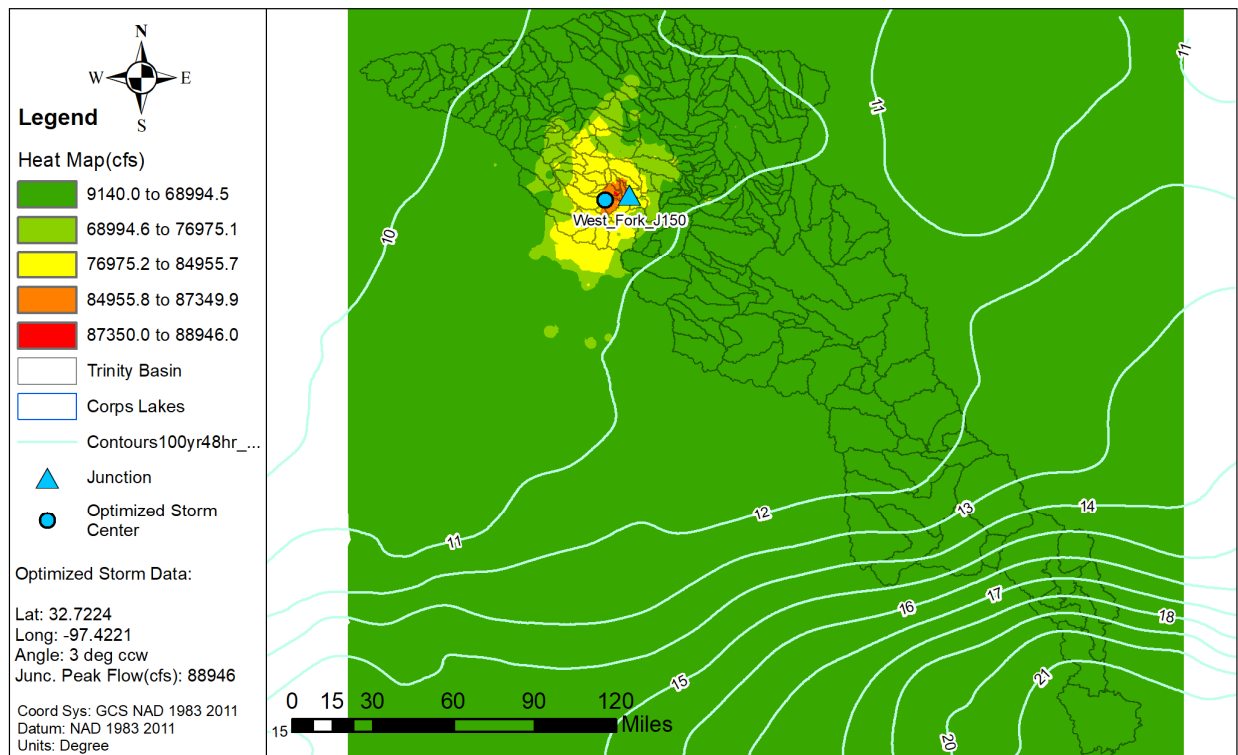 N
W E
S
Legend
Heat Map(cfs)
9140.0 to 68994.5
68994.6 to 76975.1
76975.2 to 84955.7
84955.8 to 87349.9
87350.0 to 88946.0
Trinity Basin
Corps Lakes
Contours100yr48hr_...
Junction
Optimized Storm
Center
Optimized Storm Data:
Lat: 32.7224
Long: -97.4221
Angle: 3 deg ccw
Junc. Peak Flow(cfs): 88946
Coord Sys: GCS NAD 1983 2011
Datum: NAD 1983 2011
Units: Degree
11
11
10
West_Fork_J150
12
13
14
11
16
17
18
15
21
20
0 15 30 60 90 120
Miles
15